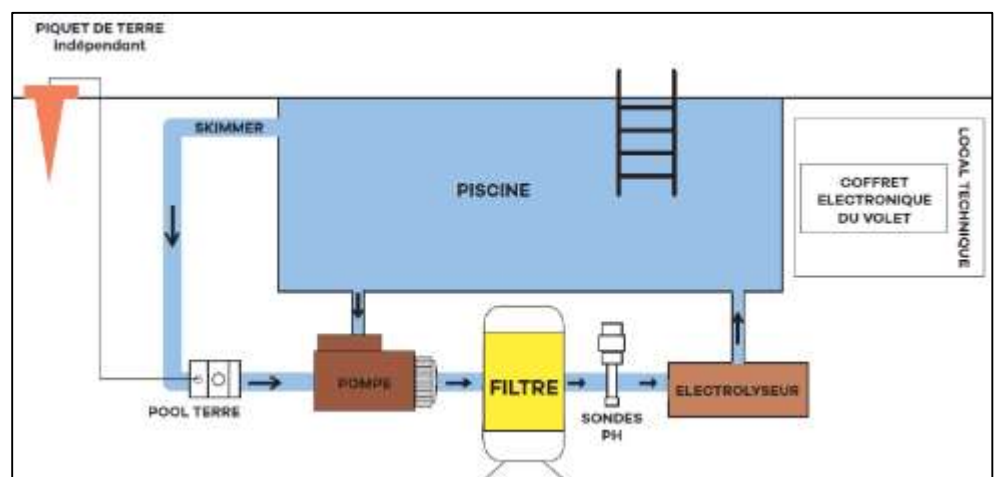 PIQUET DE TERRE
Indépendant
SKIMMER
PISCINE
COFFRET
ELECTRONIQUE
DU VOLET
LOCAL TECHNIQUE
POOL TERRE
POMPE
FILTRE
SONDES
PH
ELECTROLYSEUR